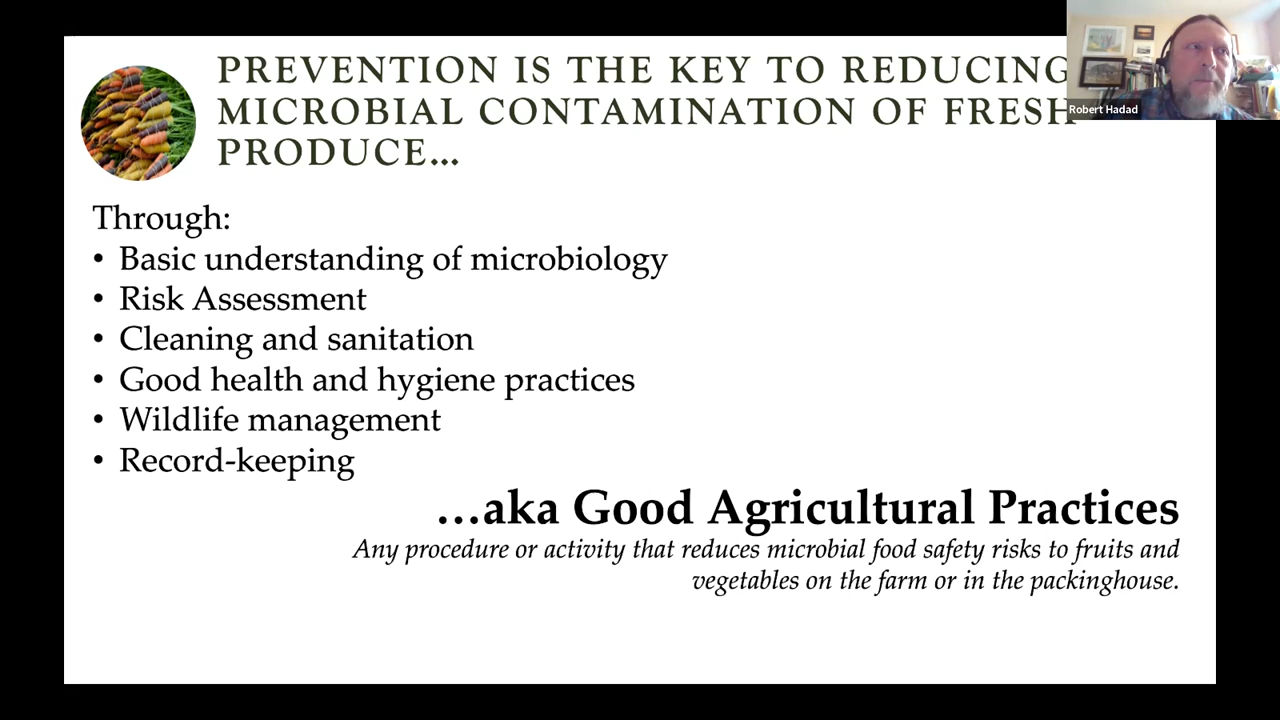 PREVENTION IS THE KEY TO REDUCING
MICROBIAL CONTAMINATION OF FRESH
PRODUCE...
Robert Hadad
Through:
• Basic understanding of microbiology
• Risk Assessment
• Cleaning and sanitation
• Good health and hygiene practices
• Wildlife management
• Record-keeping
...aka Good Agricultural Practices
Any procedure or activity that reduces microbial food safety risks to fruits and
vegetables on the farm or in the packinghouse.